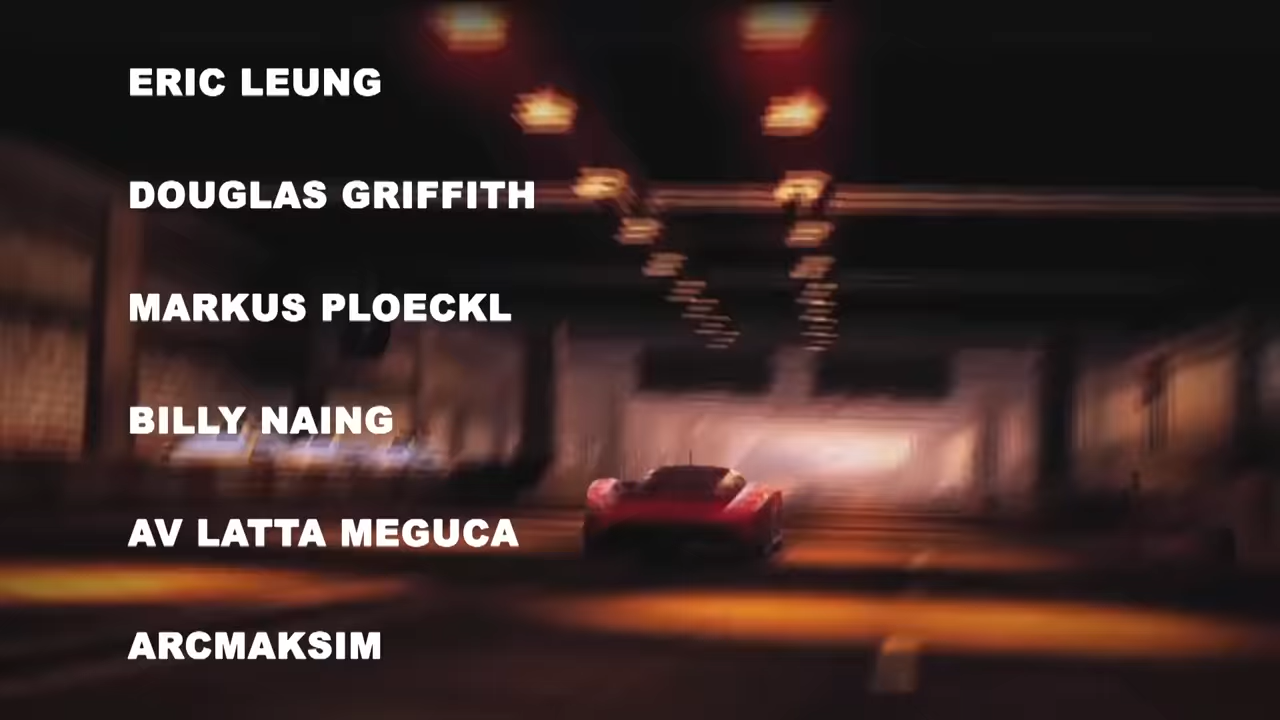 ERIC LEUNG
DOUGLAS GRIFFITH
MARKUS PLOECKL
BILLY NAING
AV LATTA MEGUCA
ARCMAKSIM